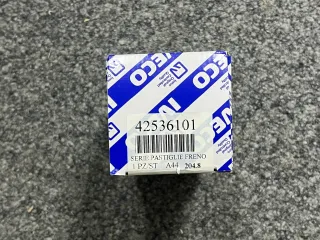 IVECO
42536101
SERIE PASTIGLIE FRENO
1 PZ/ST A44 204.8